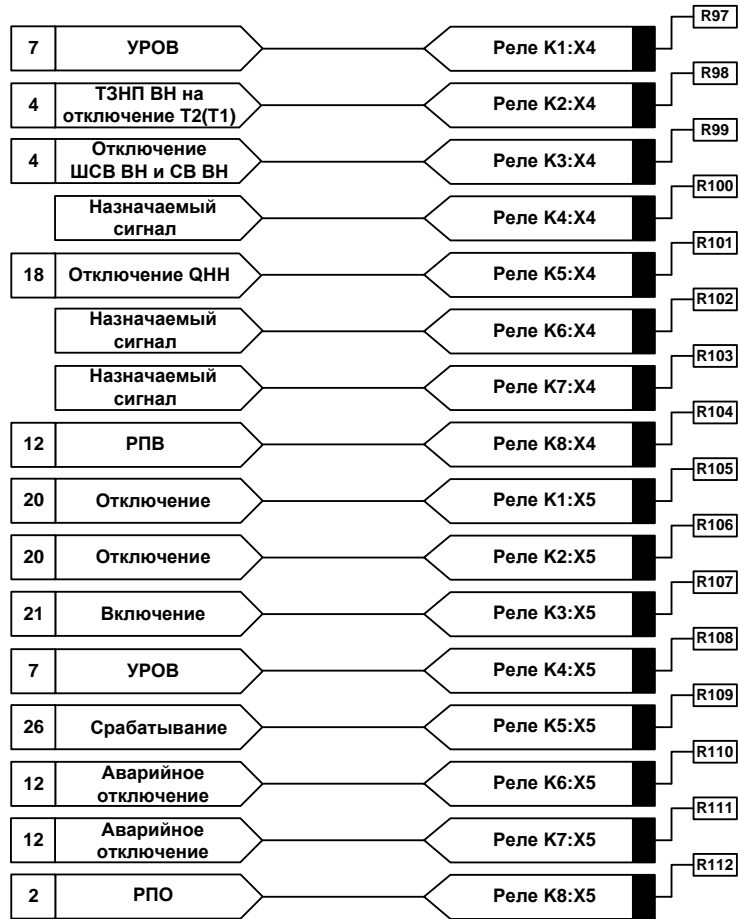 R97
7 УРОВ Реле K1:X4
R98
4 ТЗНП ВН на отключение Т2(Т1) Реле K2:X4
R99
4 Отключение ШСВ ВН и СВ ВН Реле K3:X4
R100
Назначаемый сигнал Реле K4:X4
R101
18 Отключение QНН Реле K5:X4
R102
Назначаемый сигнал Реле K6:X4
R103
Назначаемый сигнал Реле K7:X4
R104
12 РПВ Реле K8:X4
R105
20 Отключение Реле K1:X5
R106
20 Отключение Реле K2:X5
R107
21 Включение Реле K3:X5
R108
7 УРОВ Реле K4:X5
R109
26 Срабатывание Реле K5:X5
R110
12 Аварийное отключение Реле K6:X5
R111
12 Аварийное отключение Реле K7:X5
R112
2 РПО Реле K8:X5